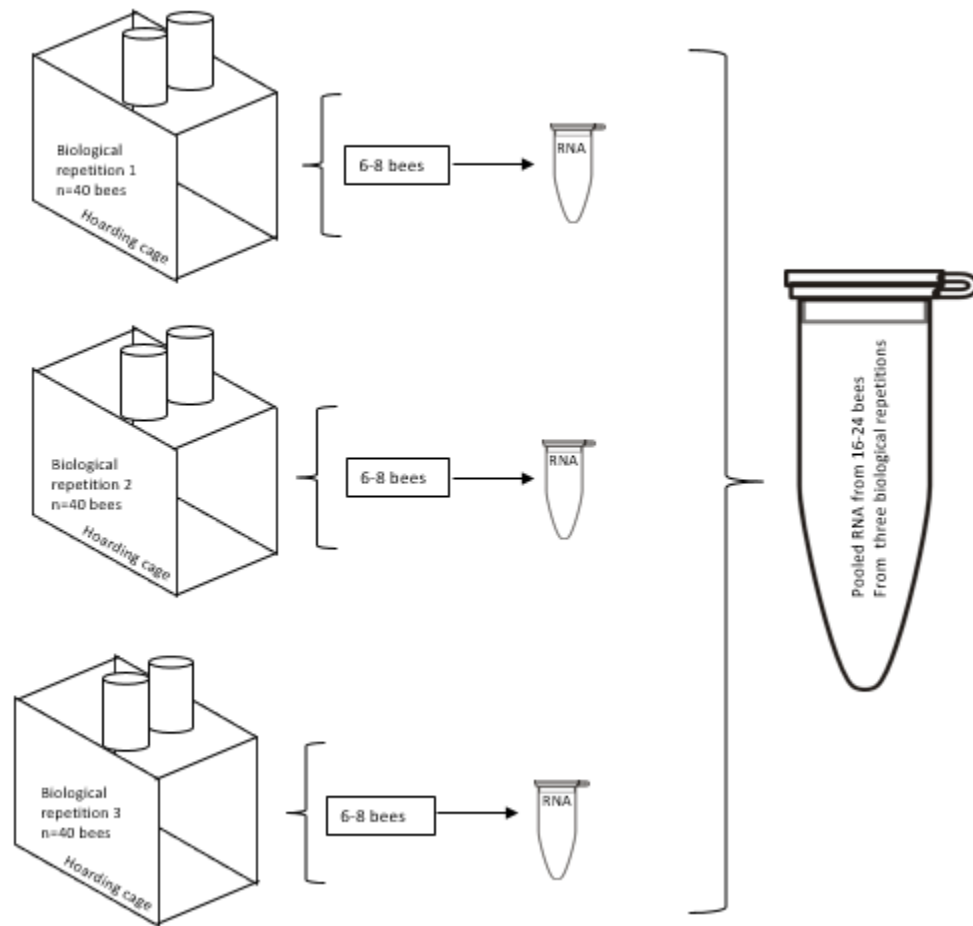 Biological
repetition 1
n=40 bees
Hoarding cage
6-8 bees
RNA
Biological
repetition 2
n=40 bees
Hoarding cage
6-8 bees
RNA
Biological
repetition 3
n=40 bees
Hoarding cage
6-8 bees
RNA
Pooled RNA from 16-24 bees
From three biological repetitions